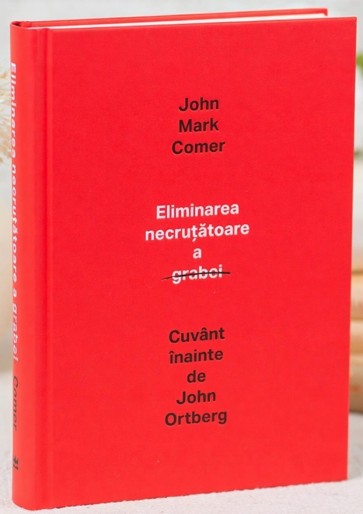 John
Mark
Comer
Eliminarea
necruțătoare
a
grabei
Cuvânt
înainte
de
John
Ortberg
Eliminarea necruțătoare a grabei Comer